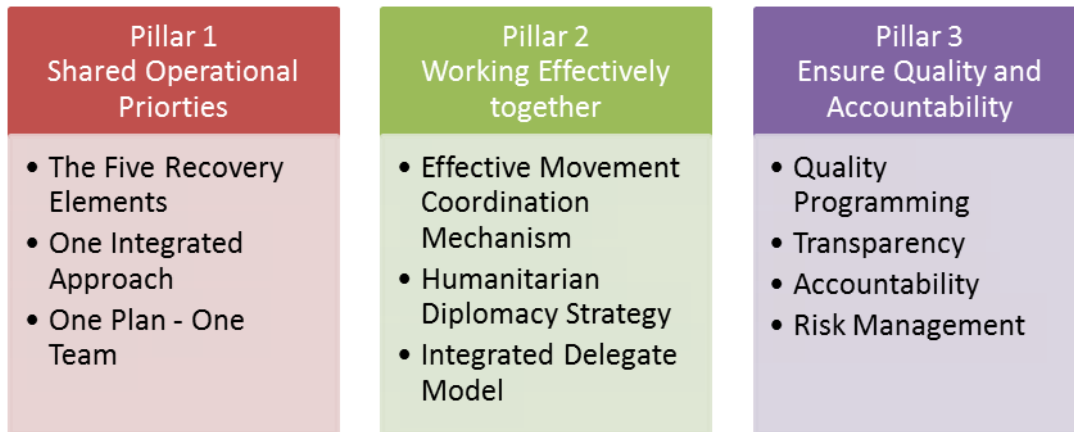 Pillar 1
Shared Operational
Priorties
• The Five Recovery
Elements
• One Integrated
Approach
• One Plan - One
Team
Pillar 2
Working Effectively
together
• Effective Movement
Coordination
Mechanism
• Humanitarian
Diplomacy Strategy
• Integrated Delegate
Model
Pillar 3
Ensure Quality and
Accountability
• Quality
Programming
• Transparency
• Accountability
• Risk Management